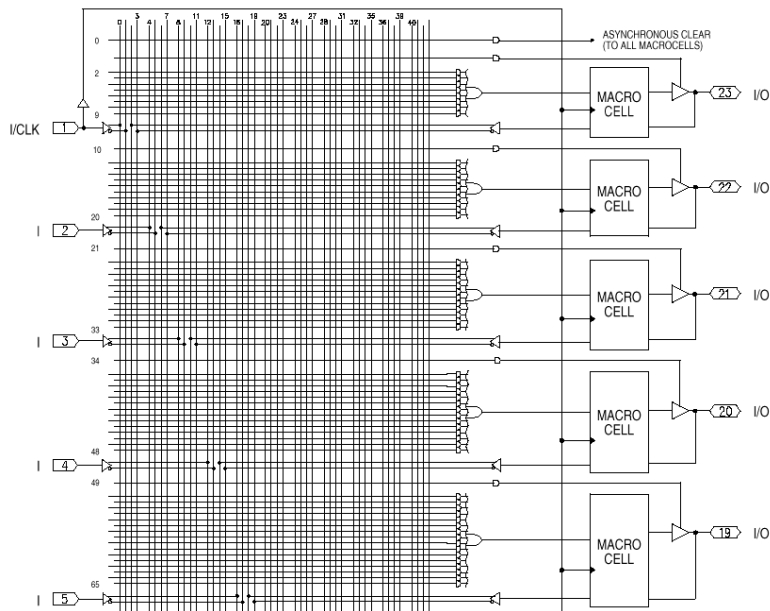 3 7 11 15 19 23 27 31 35 39
0 4 8 12 16 20 24 28 32 36 40
0
ASYNCHRONOUS CLEAR
(TO ALL MACROCELLS)
2
9
I/CLK 1
MACRO
CELL
23 I/O
10
20
I 2
MACRO
CELL
22 I/O
21
33
I 3
MACRO
CELL
21 I/O
34
48
I 4
MACRO
CELL
20 I/O
49
65
I 5
MACRO
CELL
19 I/O